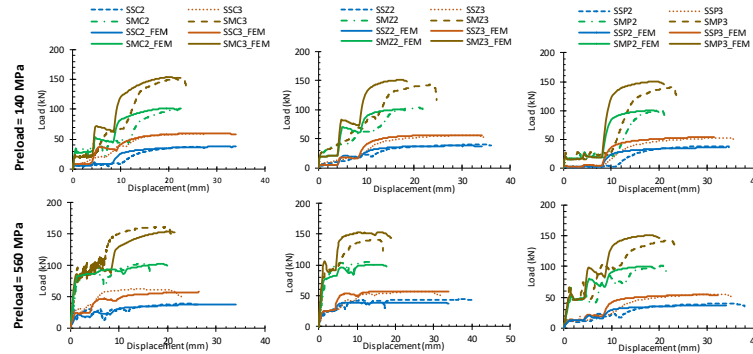 SSC2 SSC3
SMC2 SMC3
SSC2_FEM SSC3_FEM
SMC2_FEM SMC3_FEM
SSZ2 SSZ3
SMZ2 SMZ3
SSZ2_FEM SSZ3_FEM
SMZ2_FEM SMZ3_FEM
SSP2 SSP3
SMP2 SMP3
SSP2_FEM SSP3_FEM
SMP2_FEM SMP3_FEM
Preload= 140 MPa
Load (kN)
200
150
100
50
0
0 10 20 30 40
Displacement (mm)
Load (kN)
200
150
100
50
0
0 10 20 30 40
Displacement (mm)
Load (kN)
200
150
100
50
0
0 10 20 30 40
Displacement (mm)
Preload= 560 MPa
Load (kN)
200
150
100
50
0
0 10 20 30 40
Displacement (mm)
Load (kN)
200
150
100
50
0
0 10 20 30 40 50
Displacement (mm)
Load (kN)
200
150
100
50
0
0 10 20 30 40
Displacement (mm)